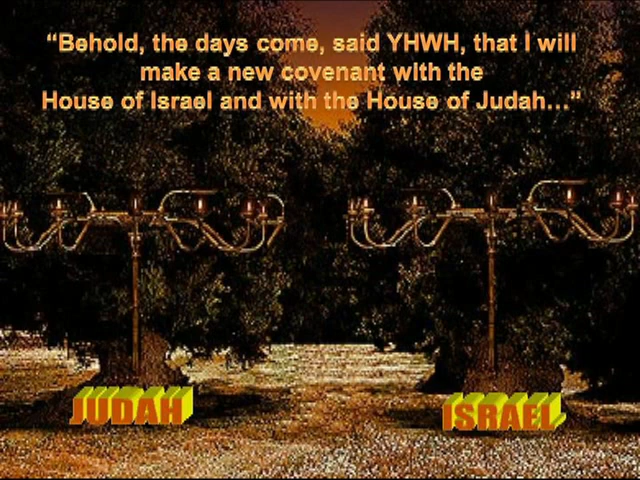 “Behold, the days come, said YHWH, that I will
make a new covenant with the
House of Israel and with the House of Judah…”
JUDAH
ISRAEL